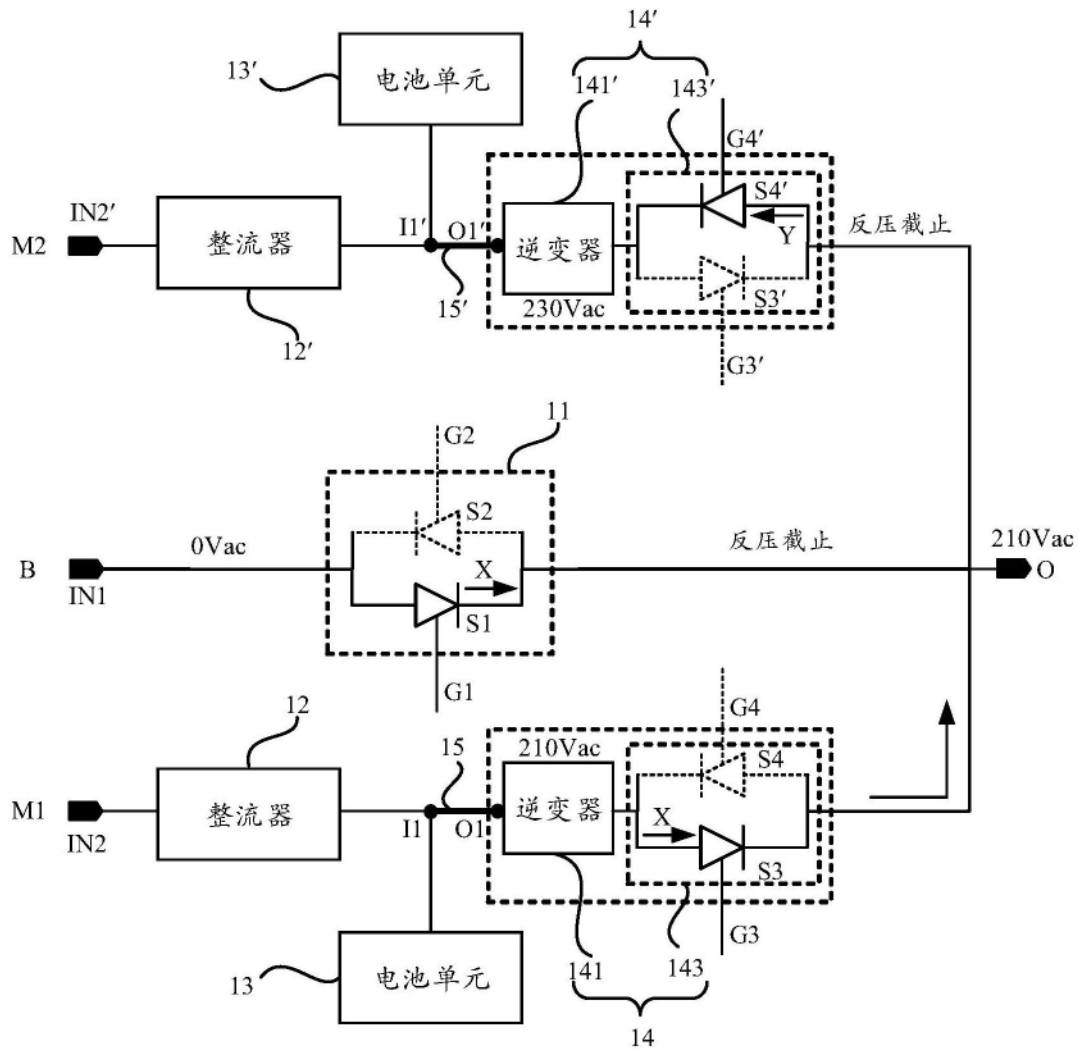 14′
13′
电池单元
141′
143′
G4′
IN2′
M2
整流器
I1′
O1′
逆变器
S4′
Y
反压截止
S3′
15′
230Vac
12′
G3′
11
G2
S2
0Vac
反压截止
210Vac
B
IN1
X
O
S1
G1
G4
12
15
210Vac
S4
M1
整流器
逆变器
IN2
I1
O1
X
S3
G3
13
电池单元
141
143
14